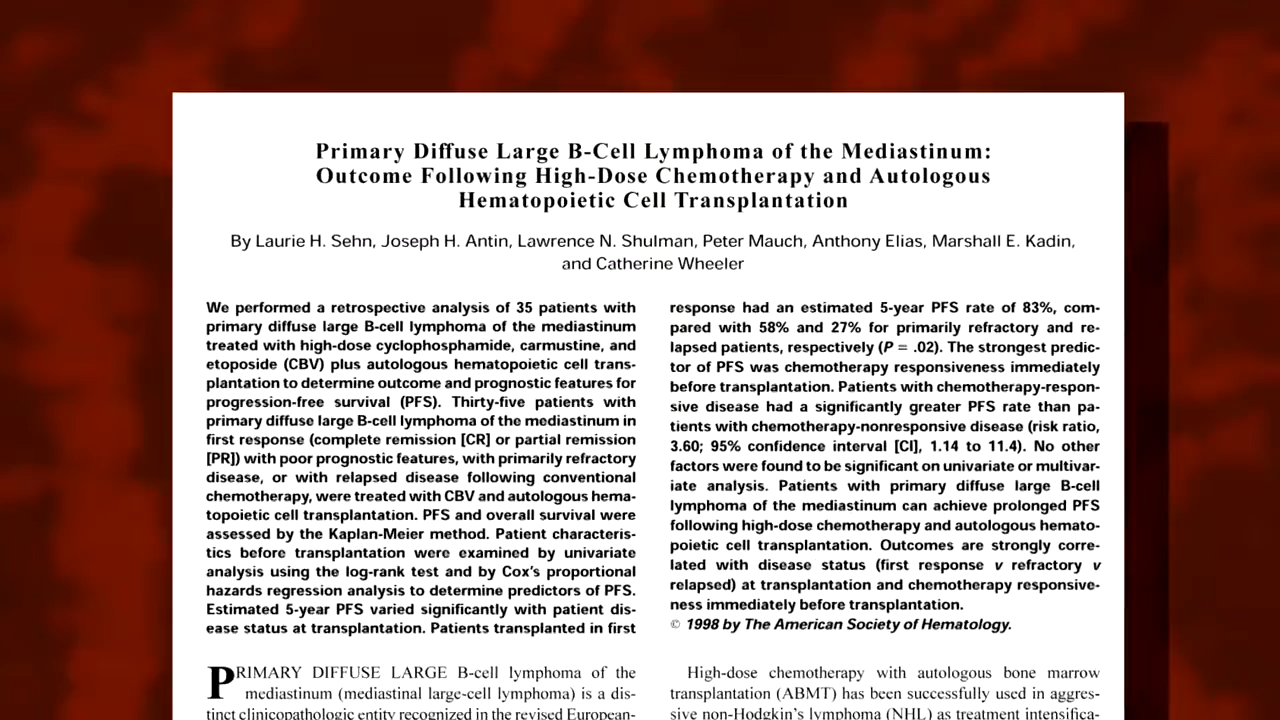 Primary Diffuse Large B-Cell Lymphoma of the Mediastinum:
Outcome Following High-Dose Chemotherapy and Autologous
Hematopoietic Cell Transplantation
By Laurie H. Sehn, Joseph H. Antin, Lawrence N. Shulman, Peter Mauch, Anthony Elias, Marshall E. Kadin,
and Catherine Wheeler
We performed a retrospective analysis of 35 patients with
primary diffuse large B-cell lymphoma of the mediastinum
treated with high-dose cyclophosphamide, carmustine, and
etoposide (CBV) plus autologous hematopoietic cell trans-
plantation to determine outcome and prognostic features for
progression-free survival (PFS). Thirty-five patients with
primary diffuse large B-cell lymphoma of the mediastinum in
first response (complete remission [CR] or partial remission
[PR]) with poor prognostic features, with primarily refractory
disease, or with relapsed disease following conventional
chemotherapy, were treated with CBV and autologous hema-
topoietic cell transplantation. PFS and overall survival were
assessed by the Kaplan-Meier method. Patient characteris-
tics before transplantation were examined by univariate
analysis using the log-rank test and by Cox's proportional
hazards regression analysis to determine predictors of PFS.
Estimated 5-year PFS varied significantly with patient dis-
ease status at transplantation. Patients transplanted in first
response had an estimated 5-year PFS rate of 83%, com-
pared with 58% and 27% for primarily refractory and re-
lapsed patients, respectively (P = .02). The strongest predic-
tor of PFS was chemotherapy responsiveness immediately
before transplantation. Patients with chemotherapy-respon-
sive disease had a significantly greater PFS rate than pa-
tients with chemotherapy-nonresponsive disease (risk ratio,
3.60; 95% confidence interval [CI], 1.14 to 11.4). No other
factors were found to be significant on univariate or multivar-
iate analysis. Patients with primary diffuse large B-cell
lymphoma of the mediastinum can achieve prolonged PFS
following high-dose chemotherapy and autologous hemato-
poietic cell transplantation. Outcomes are strongly corre-
lated with disease status (first response v refractory v
relapsed) at transplantation and chemotherapy responsive-
ness immediately before transplantation.
© 1998 by The American Society of Hematology.
PRIMARY DIFFUSE LARGE B-cell lymphoma of the
mediastinum (mediastinal large-cell lymphoma) is a dis-
tinct clinicopathologic entity recognized in the revised European-
High-dose chemotherapy with autologous bone marrow
transplantation (ABMT) has been successfully used in aggres-
sive non-Hodgkin's lymphoma (NHL) as treatment intensifica-